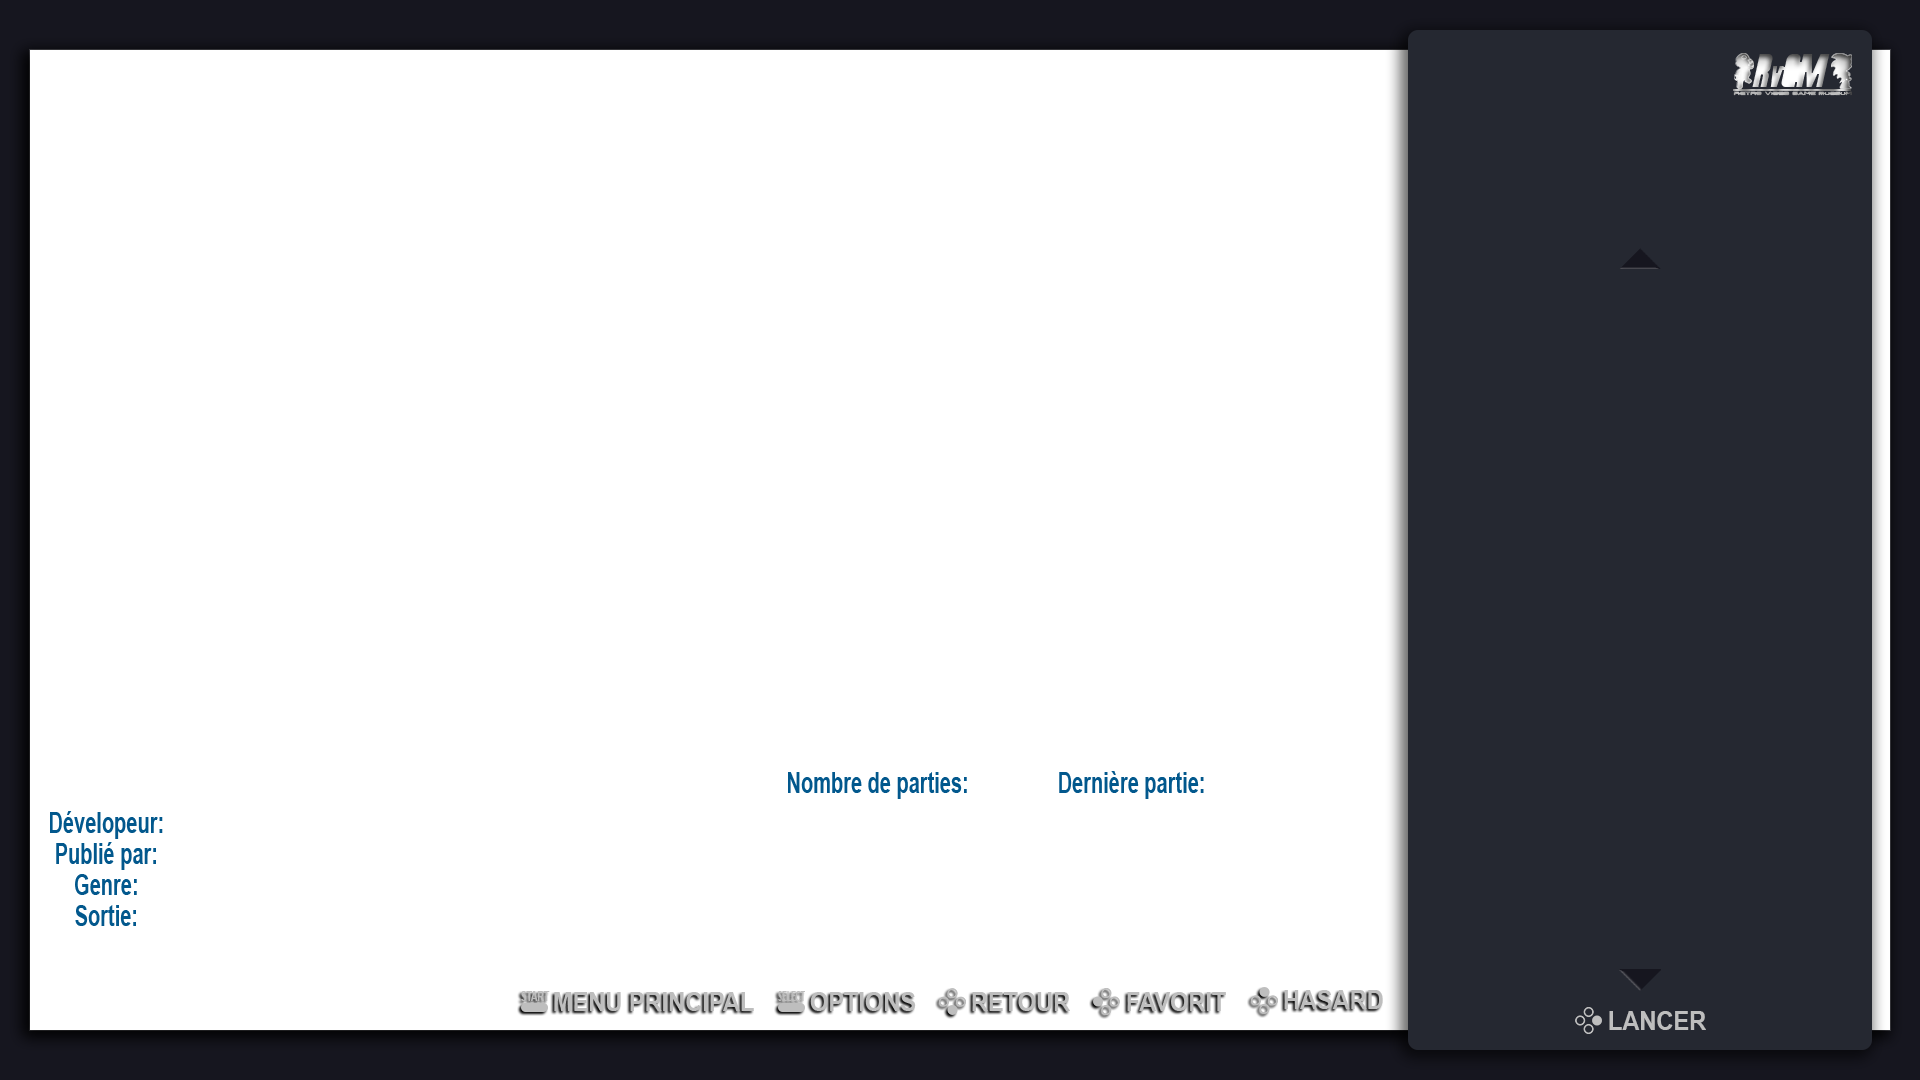 RVGM
RETRO VIDEO GAME MUSEUM
Nombre de parties: Dernière partie:
Dévelopeur:
Publié par:
Genre:
Sortie:
START MENU PRINCIPAL SELECT OPTIONS RETOUR FAVORIT HASARD
LANCER